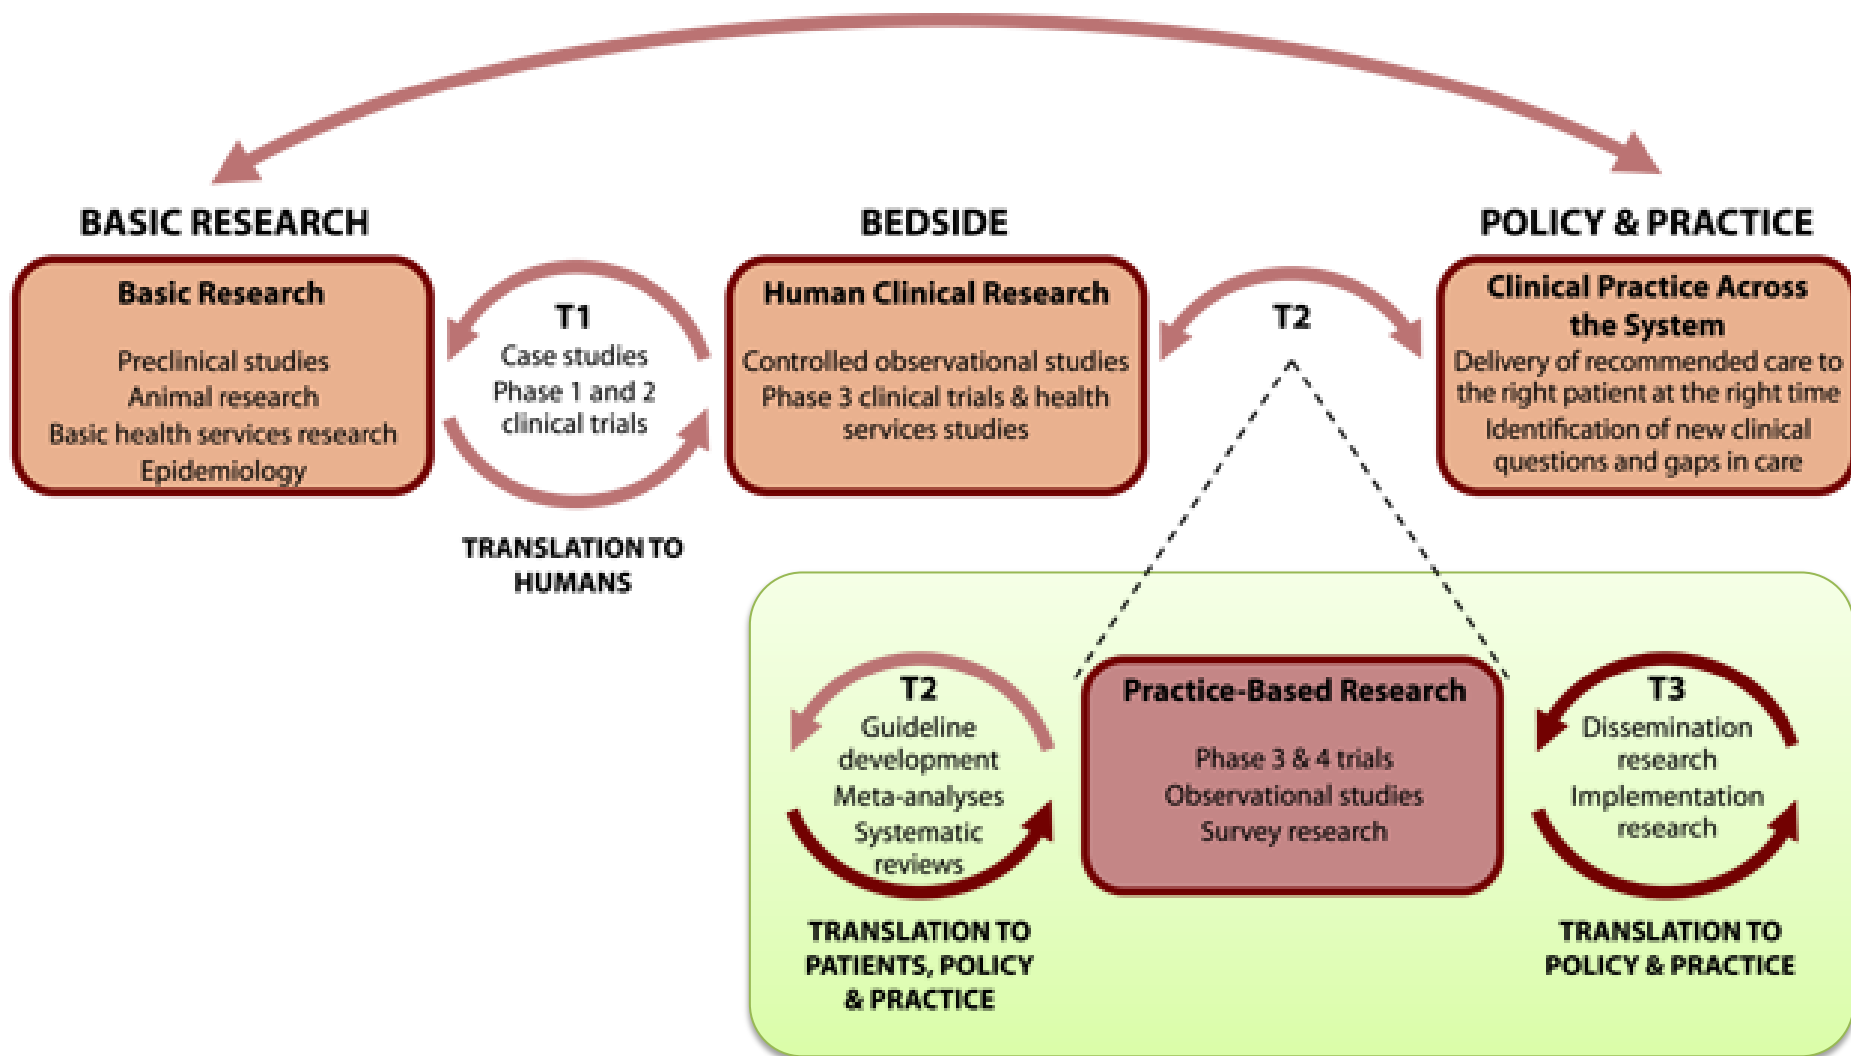 BASIC RESEARCH
Basic Research
Preclinical studies
Animal research
Basic health services research
Epidemiology
T1
Case studies
Phase 1 and 2
clinical trials
TRANSLATION TO
HUMANS
BEDSIDE
Human Clinical Research
Controlled observational studies
Phase 3 clinical trials & health
services studies
T2
POLICY & PRACTICE
Clinical Practice Across
the System
Delivery of recommended care to
the right patient at the right time
Identification of new clinical
questions and gaps in care
T2
Guideline
development
Meta-analyses
Systematic
reviews
TRANSLATION TO
PATIENTS, POLICY
& PRACTICE
Practice-Based Research
Phase 3 & 4 trials
Observational studies
Survey research
T3
Dissemination
research
Implementation
research
TRANSLATION TO
POLICY & PRACTICE